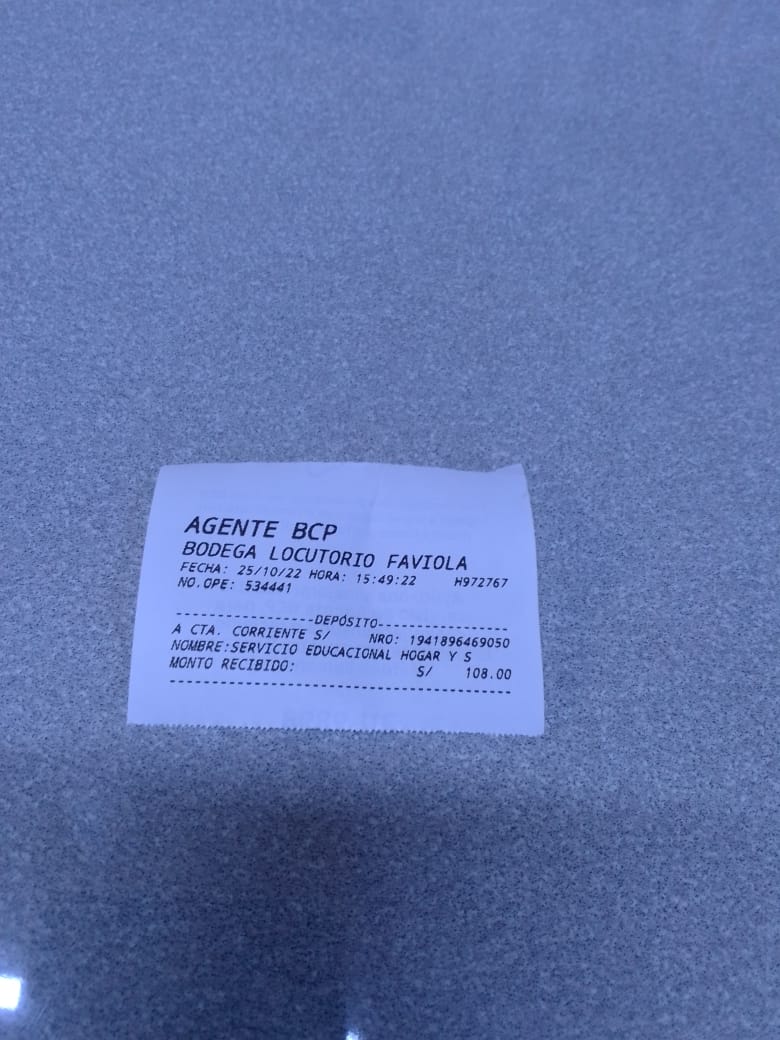 AGENTE BCP
BODEGA LOCUTORIO FAVIOLA
FECHA: 25/10/22 HORA: 15:49:22 H972767
NO.OPE: 534441
--------------------DEPÓSITO--------------------
A CTA. CORRIENTE S/ NRO: 1941896469050
NOMBRE:SERVICIO EDUCACIONAL HOGAR Y S
MONTO RECIBIDO: S/ 108.00
------------------------------------------------